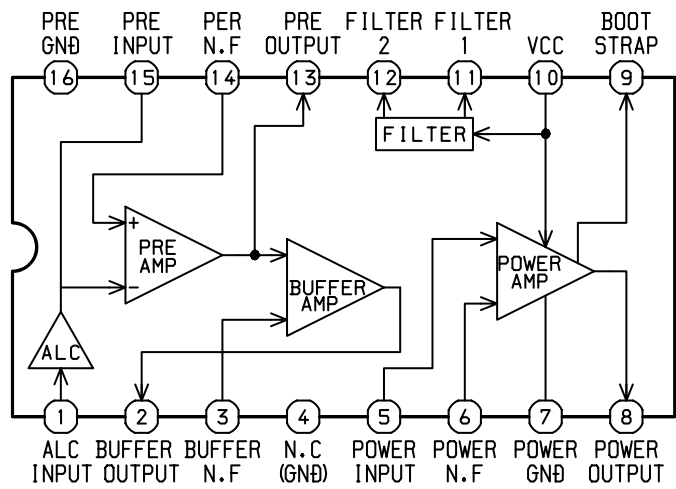 PRE GND
PRE INPUT
PER N.F
PRE OUTPUT
FILTER 2
FILTER 1
VCC
BOOT STRAP
16
15
14
13
12
11
10
9
FILTER
+
PRE AMP
-
BUFFER AMP
POWER AMP
ALC
1
2
3
4
5
6
7
8
ALC INPUT
BUFFER OUTPUT
BUFFER N.F
N.C (GND)
POWER INPUT
POWER N.F
POWER GND
POWER OUTPUT